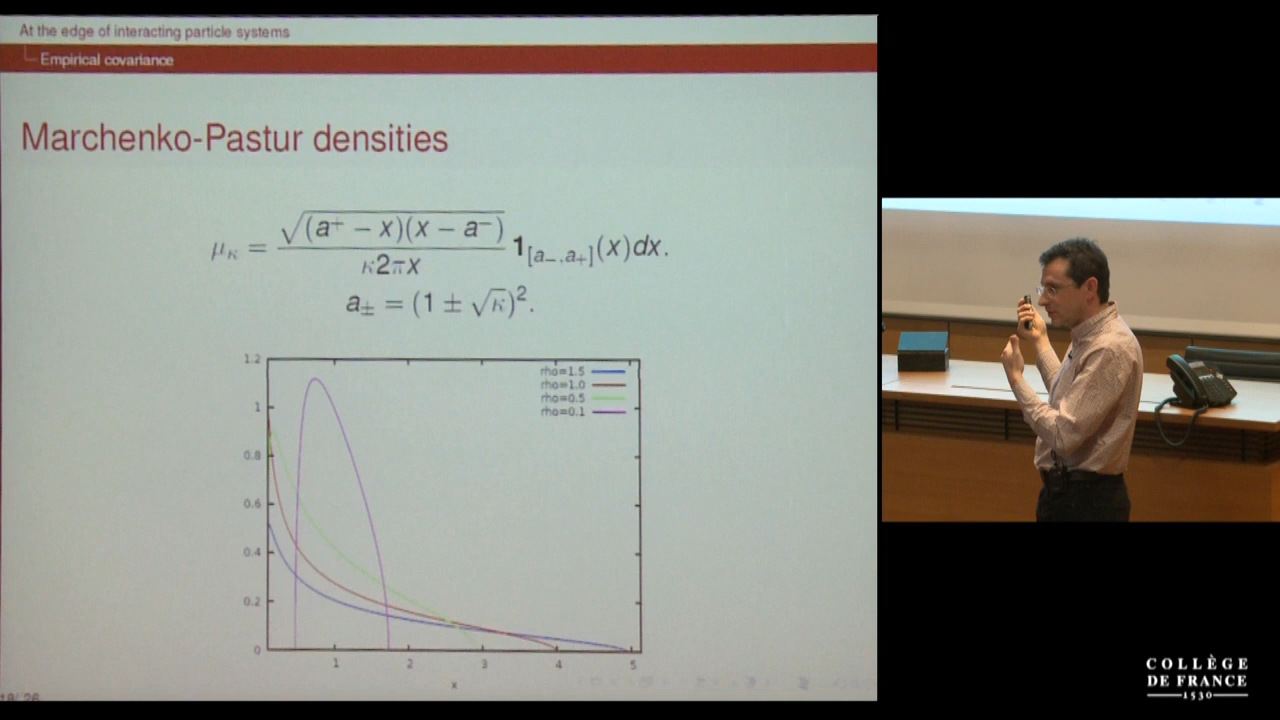 At the edge of interacting particle systems
Empirical covariance
Marchenko-Pastur densities
μ_κ = √(a⁺ − x)(x − a⁻) / κ2πx 1_[a₋,a₊](x)dx.
a± = (1 ± √κ)².
1.2
1
0.8
0.6
0.4
0.2
0
rho=1.5
rho=1.0
rho=0.5
rho=0.1
1 2 3 4 5
x
COLLÈGE
DE FRANCE
1530